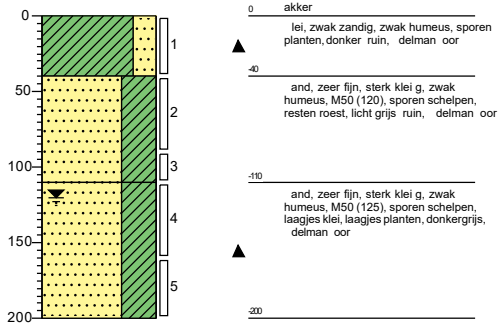 0
50
100
150
200
1
2
3
4
5
0 akker
lei, zwak zandig, zwak humeus, sporen
planten, donker ruin, delman oor
-40
and, zeer fijn, sterk klei g, zwak
humeus, M50 (120), sporen schelpen,
resten roest, licht grijs ruin, delman oor
-110
and, zeer fijn, sterk klei g, zwak
humeus, M50 (125), sporen schelpen,
laagjes klei, laagjes planten, donkergrijs,
delman oor
-200